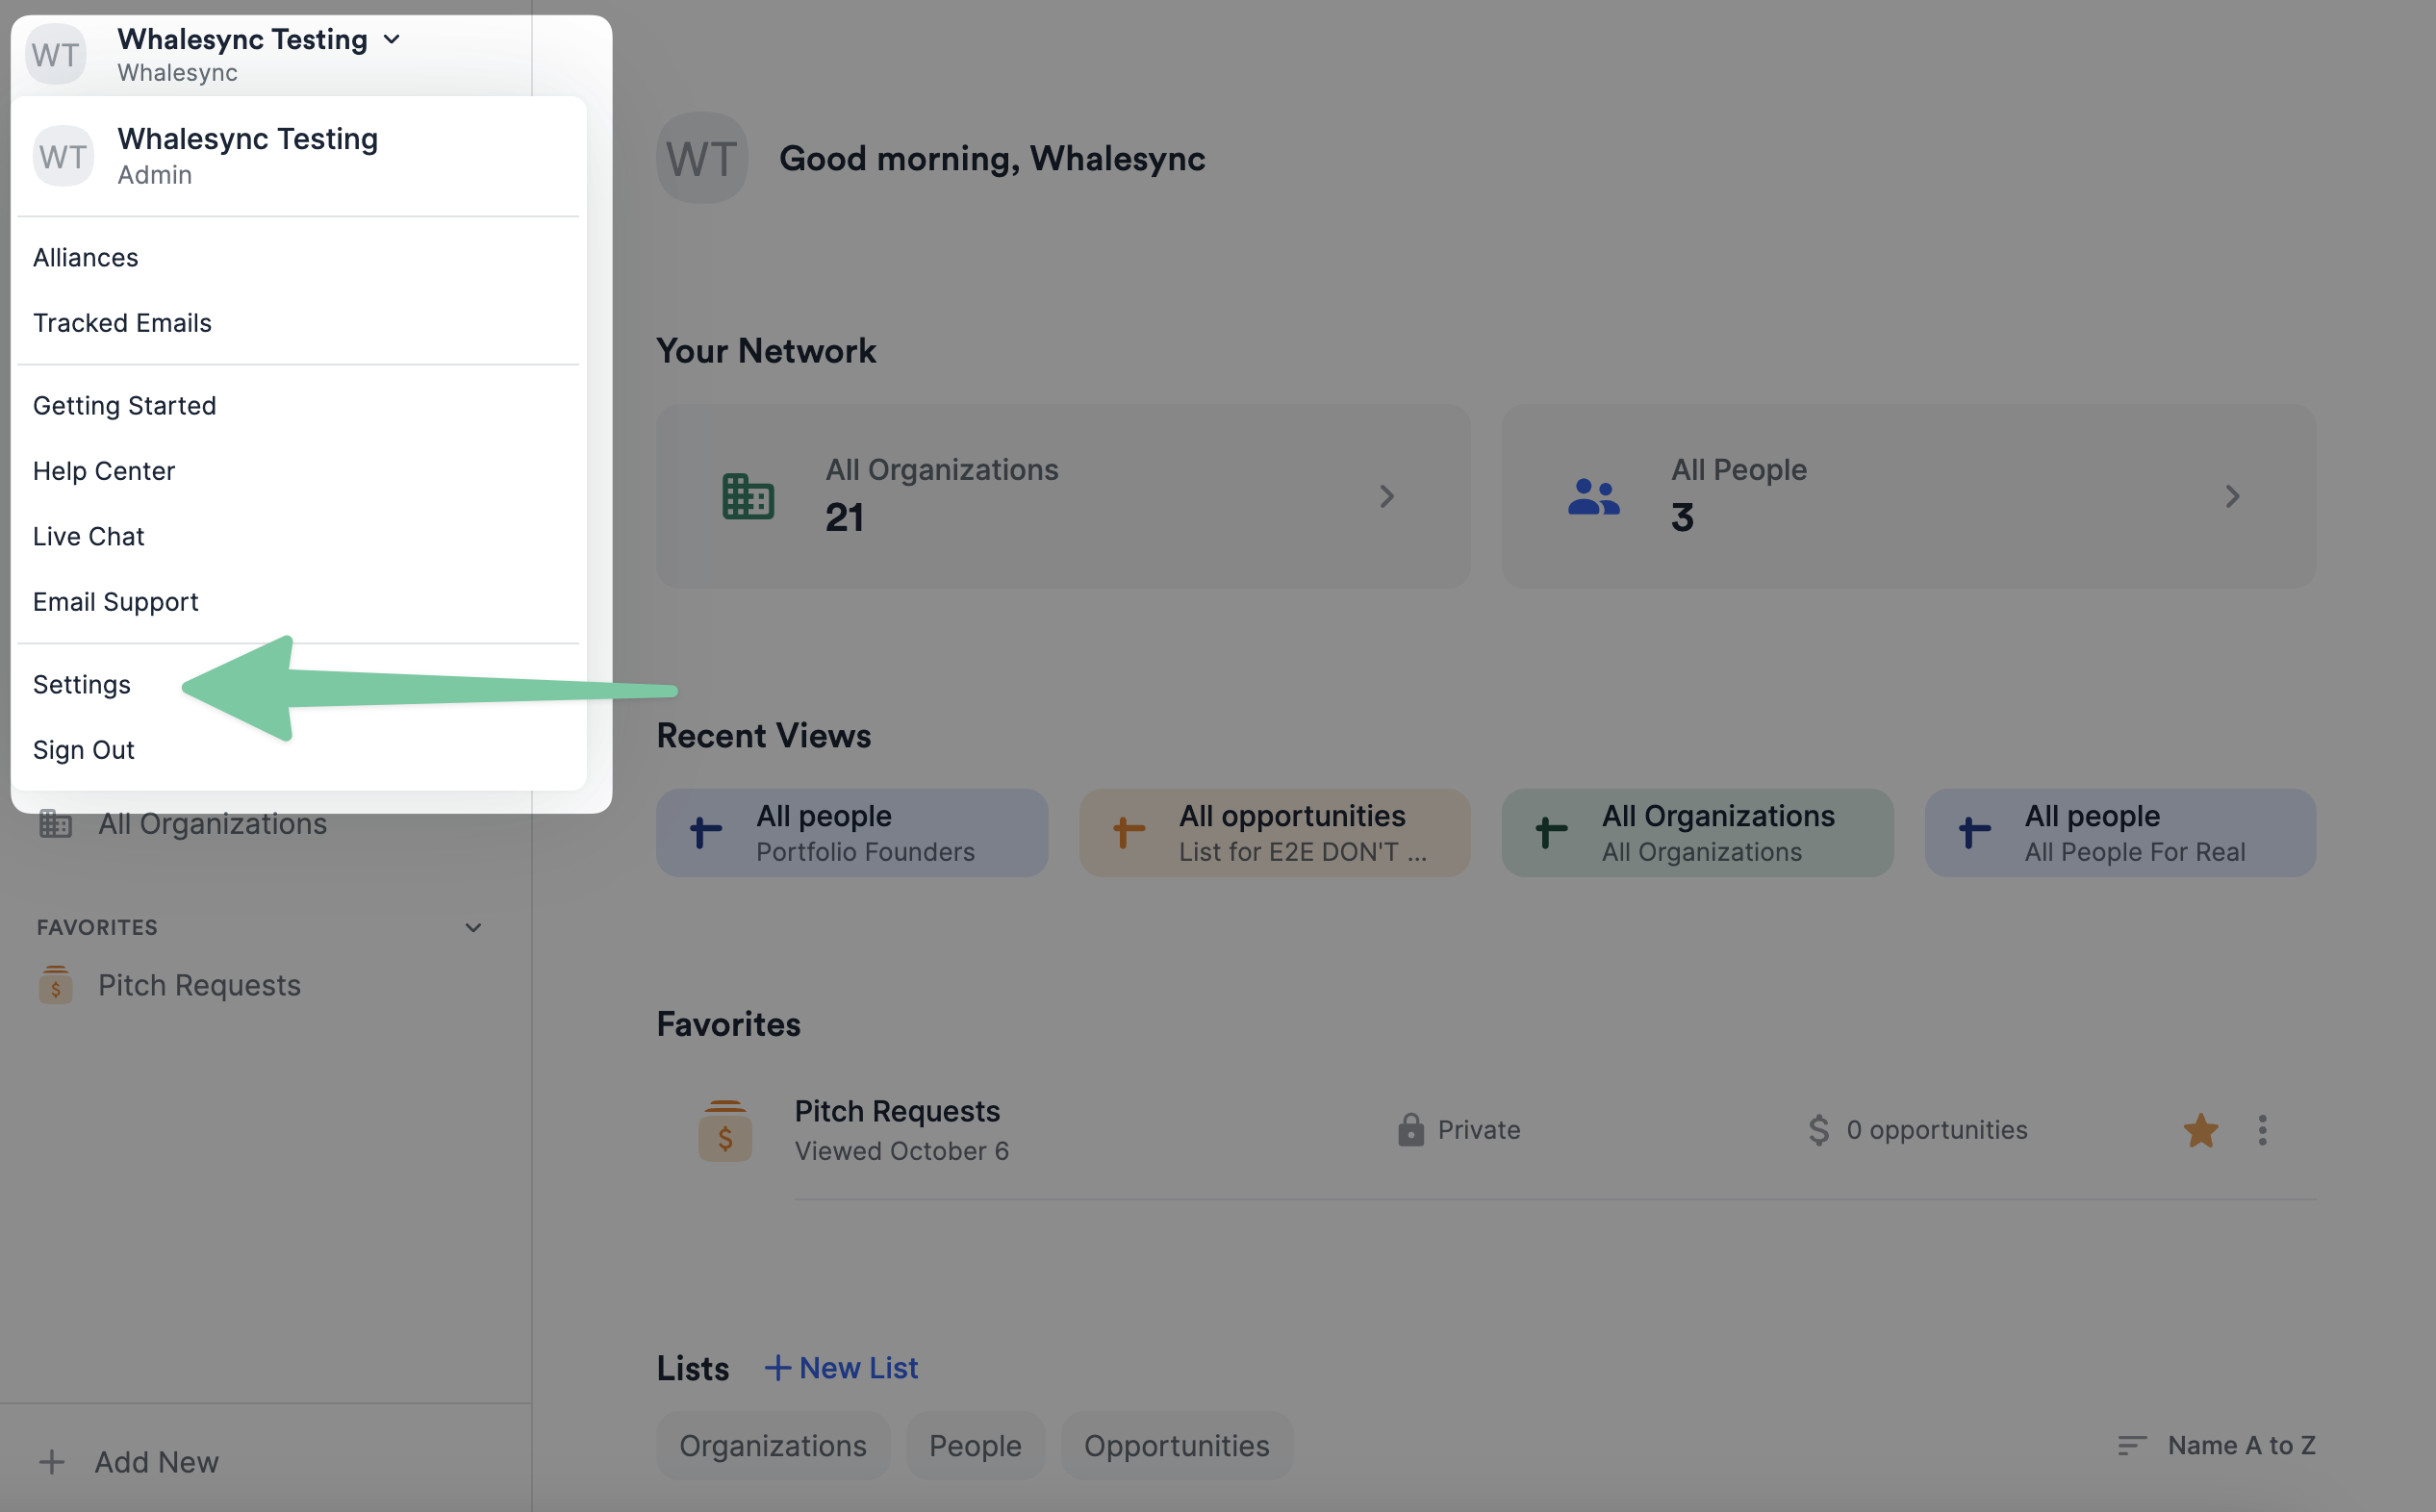 WT
Whalesync Testing
Whalesync
WT
Whalesync Testing
Admin
Alliances
Tracked Emails
Getting Started
Help Center
Live Chat
Email Support
Settings
Sign Out
All Organizations
FAVORITES
$ Pitch Requests
Add New
WT
Good morning, Whalesync
Your Network
All Organizations
21
All People
3
Recent Views
All people
Portfolio Founders
All opportunities
List for E2E DON'T ...
All Organizations
All Organizations
All people
All People For Real
Favorites
$
Pitch Requests
Viewed October 6
Private
$ 0 opportunities
Lists
+ New List
Organizations
People
Opportunities
Name A to Z